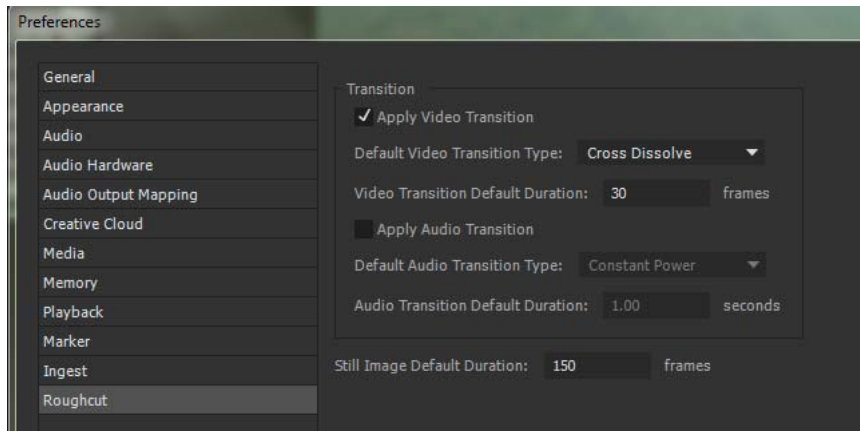 Preferences
General
Appearance
Audio
Audio Hardware
Audio Output Mapping
Creative Cloud
Media
Memory
Playback
Marker
Ingest
Roughcut
Transition
Apply Video Transition
Default Video Transition Type: Cross Dissolve
Video Transition Default Duration: 30 frames
Apply Audio Transition
Default Audio Transition Type: Constant Power
Audio Transition Default Duration: 1.00 seconds
Still Image Default Duration: 150 frames